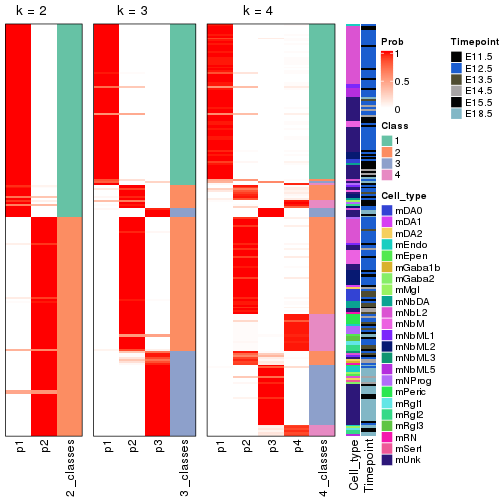 k = 2
k = 3
k = 4
p1
p2
2_classes
p1
p2
p3
3_classes
p1
p2
p3
p4
4_classes
Cell_type
Timepoint
Prob
1
0.5
0
Class
1
2
3
4
Cell_type
mDA0
mDA1
mDA2
mEndo
mEpen
mGaba1b
mGaba2
mMgl
mNbDA
mNbL2
mNbM
mNbML1
mNbML2
mNbML3
mNbML5
mNProg
mPeric
mRgl1
mRgl2
mRgl3
mRN
mSert
mUnk
Timepoint
E11.5
E12.5
E13.5
E14.5
E15.5
E18.5